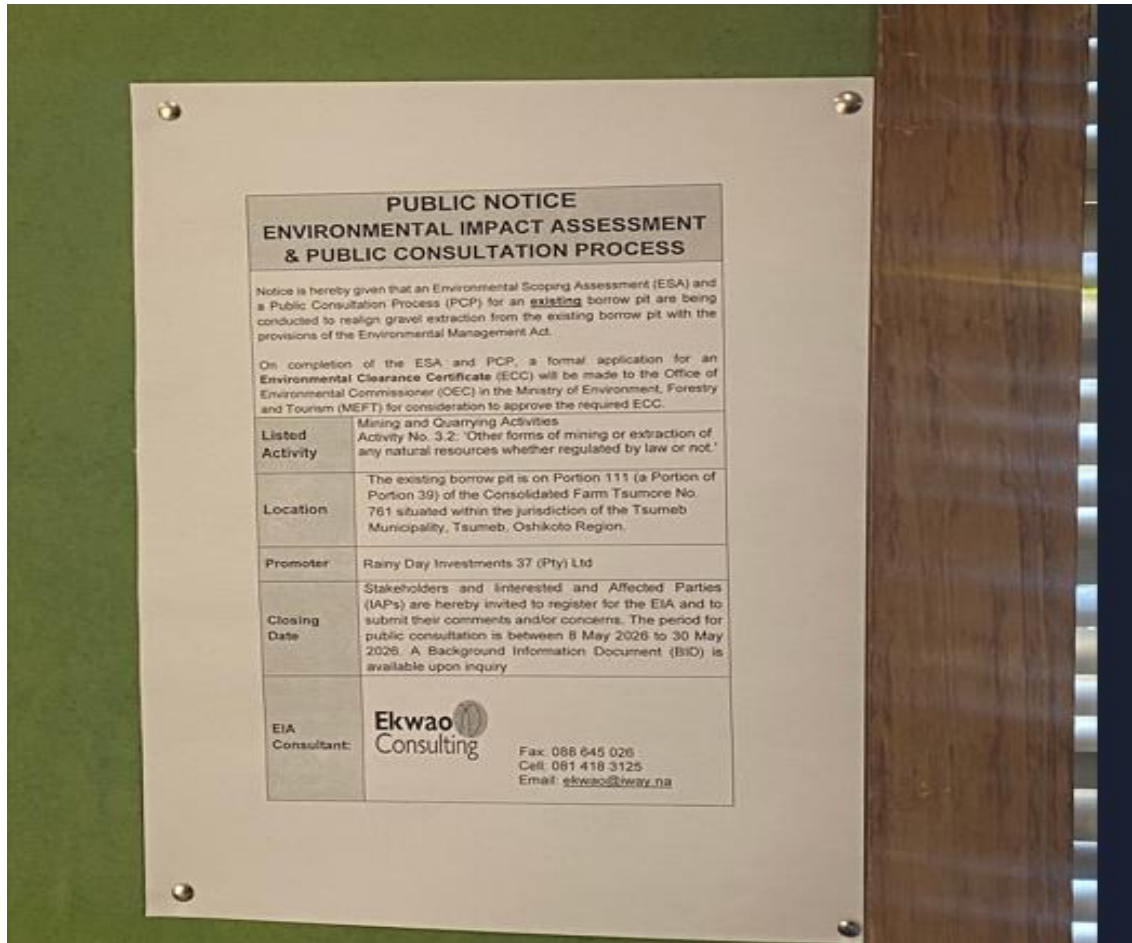 PUBLIC NOTICE
ENVIRONMENTAL IMPACT ASSESSMENT
& PUBLIC CONSULTATION PROCESS
Notice is hereby given that an Environmental Scoping Assessment (ESA) and
a Public Consultation Process (PCP) for an existing borrow pit are being
conducted to realign gravel extraction from the existing borrow pit with the
provisions of the Environmental Management Act.
On completion of the ESA and PCP, a formal application for an
Environmental Clearance Certificate (ECC) will be made to the Office of
Environmental Commissioner (OEC) in the Ministry of Environment, Forestry
and Tourism (MEFT) for consideration to approve the required ECC.
Listed
Activity
Mining and Quarrying Activities
Activity No. 3.2: 'Other forms of mining or extraction of
any natural resources whether regulated by law or not.'
Location
The existing borrow pit is on Portion 111 (a Portion of
Portion 39) of the Consolidated Farm Tsumore No.
761 situated within the jurisdiction of the Tsumeb
Municipality, Tsumeb, Oshikoto Region.
Promoter
Rainy Day Investments 37 (Pty) Ltd
Closing
Date
Stakeholders and Iinterested and Affected Parties
(IAPs) are hereby invited to register for the EIA and to
submit their comments and/or concerns. The period for
public consultation is between 8 May 2026 to 30 May
2026. A Background Information Document (BID) is
available upon inquiry
EIA
Consultant:
Ekwao
Consulting
Fax: 088 645 026
Cell: 081 418 3125
Email: ekwao@iway.na